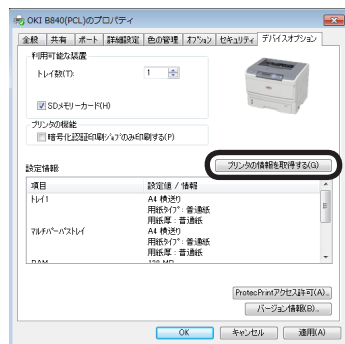 OKI B840(PCL)のプロパティ
全般 共有 ポート 詳細設定 色の管理 オプション セキュリティ デバイスオプション
利用可能な装置
トレイ数(T): 1
SDメモリーカード(H)
プリンタの機能
暗号化認証印刷ジョブのみ印刷する(P)
プリンタの情報を取得する(G)
設定情報:
項目 設定値 / 情報
トレイ1 A4 横送り
用紙タイプ: 普通紙
用紙厚: 普通紙
マルチパーパストレイ A4 横送り
用紙タイプ: 普通紙
用紙厚: 普通紙
RAM 128 MB
ProtecPrintアクセス許可(A)...
バージョン情報(B)...
OK キャンセル 適用(A)